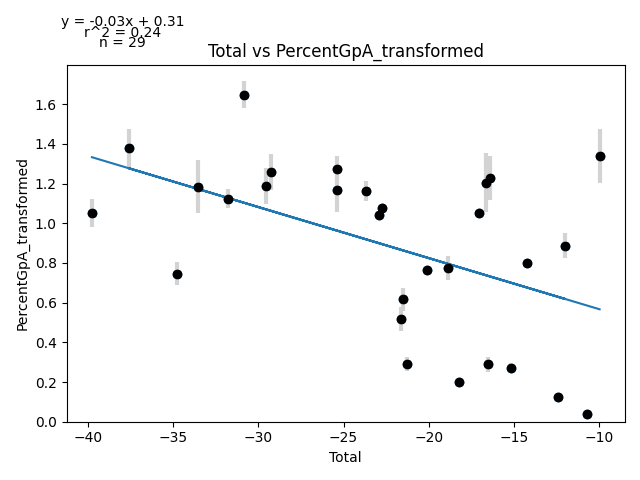 y = -0.03x + 0.31
r^2 = 0.24
n = 29
Total vs PercentGpA_transformed
PercentGpA_transformed
1.6
1.4
1.2
1.0
0.8
0.6
0.4
0.2
0.0
−40 −35 −30 −25 −20 −15 −10
Total